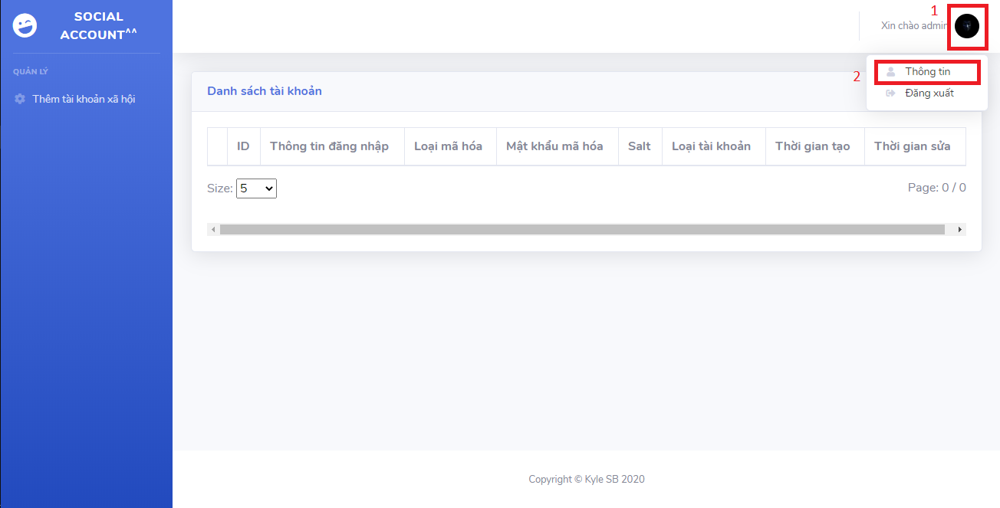 SOCIAL
ACCOUNT^^
QUẢN LÝ
Thêm tài khoản xã hội
1
Xin chào admin
2
Thông tin
Đăng xuất
Danh sách tài khoản
ID Thông tin đăng nhập Loại mã hóa Mật khẩu mã hóa Salt Loại tài khoản Thời gian tạo Thời gian sửa
Size: 5 Page: 0 / 0
Copyright © Kyle SB 2020